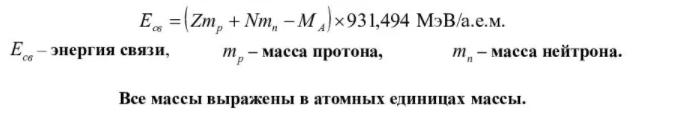 E_св = (Zm_p + Nm_n − M_A) × 931,494 МэВ/а.е.м.
E_св – энергия связи, m_p – масса протона, m_n – масса нейтрона.
Все массы выражены в атомных единицах массы.